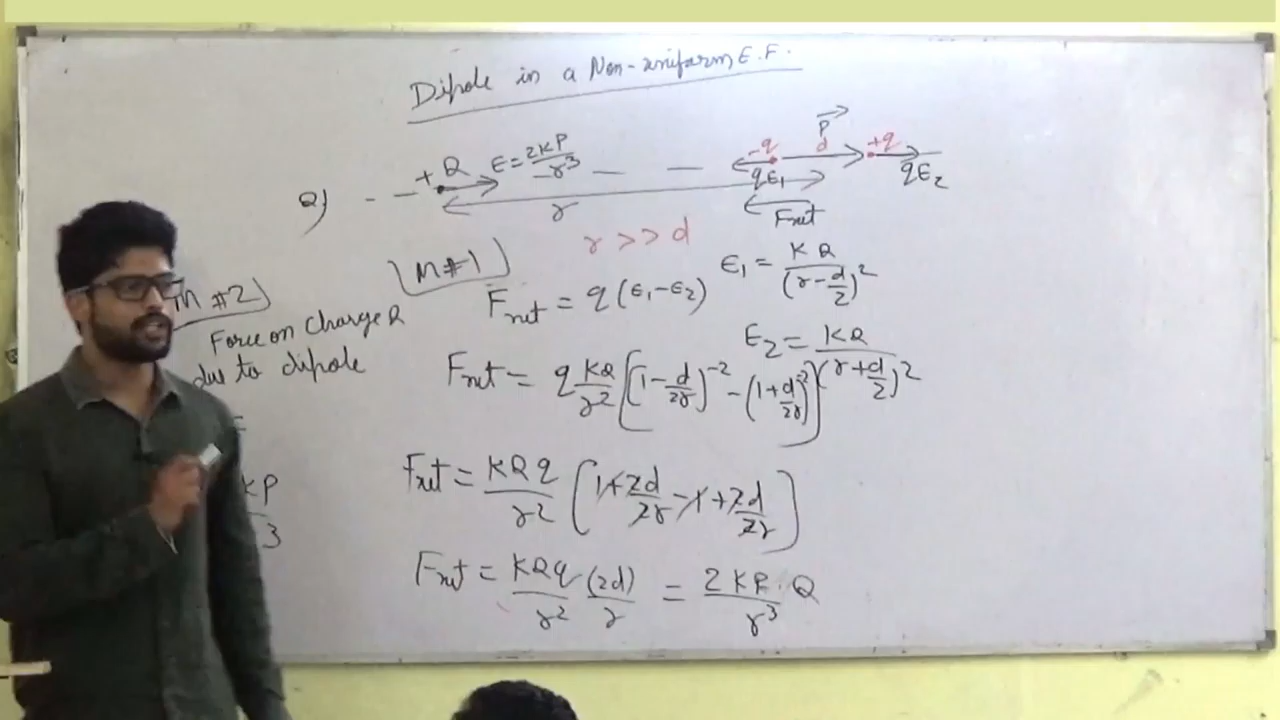 Dipole in a Non-uniform E.F.
Q) + Q E = 2KP/r³ -q P→ d +q
qE₁ qE₂
r Fnet
r >> d
M#1
Fnet = q (E₁-E₂)
E₁ = KQ/(r-d/2)²
E₂ = KQ/(r+d/2)²
Fnet = q KQ/r² [(1-d/2r)⁻² - (1+d/2r)⁻²]
Fnet = KQq/r² [1+2d/2r-1+2d/2r]
Fnet = KQq/r² (2d)/r = 2KP.Q/r³
M #2
Force on charge Q
due to dipole
=
KP
3